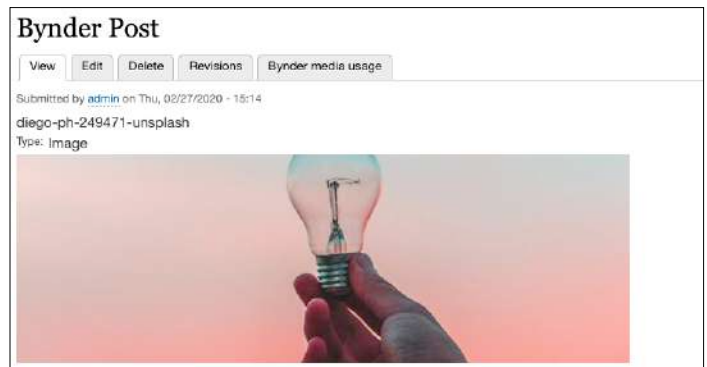 Bynder Post
View Edit Delete Revisions Bynder media usage
Submitted by admin on Thu, 02/27/2020 - 15:14
diego-ph-249471-unsplash
Type: Image